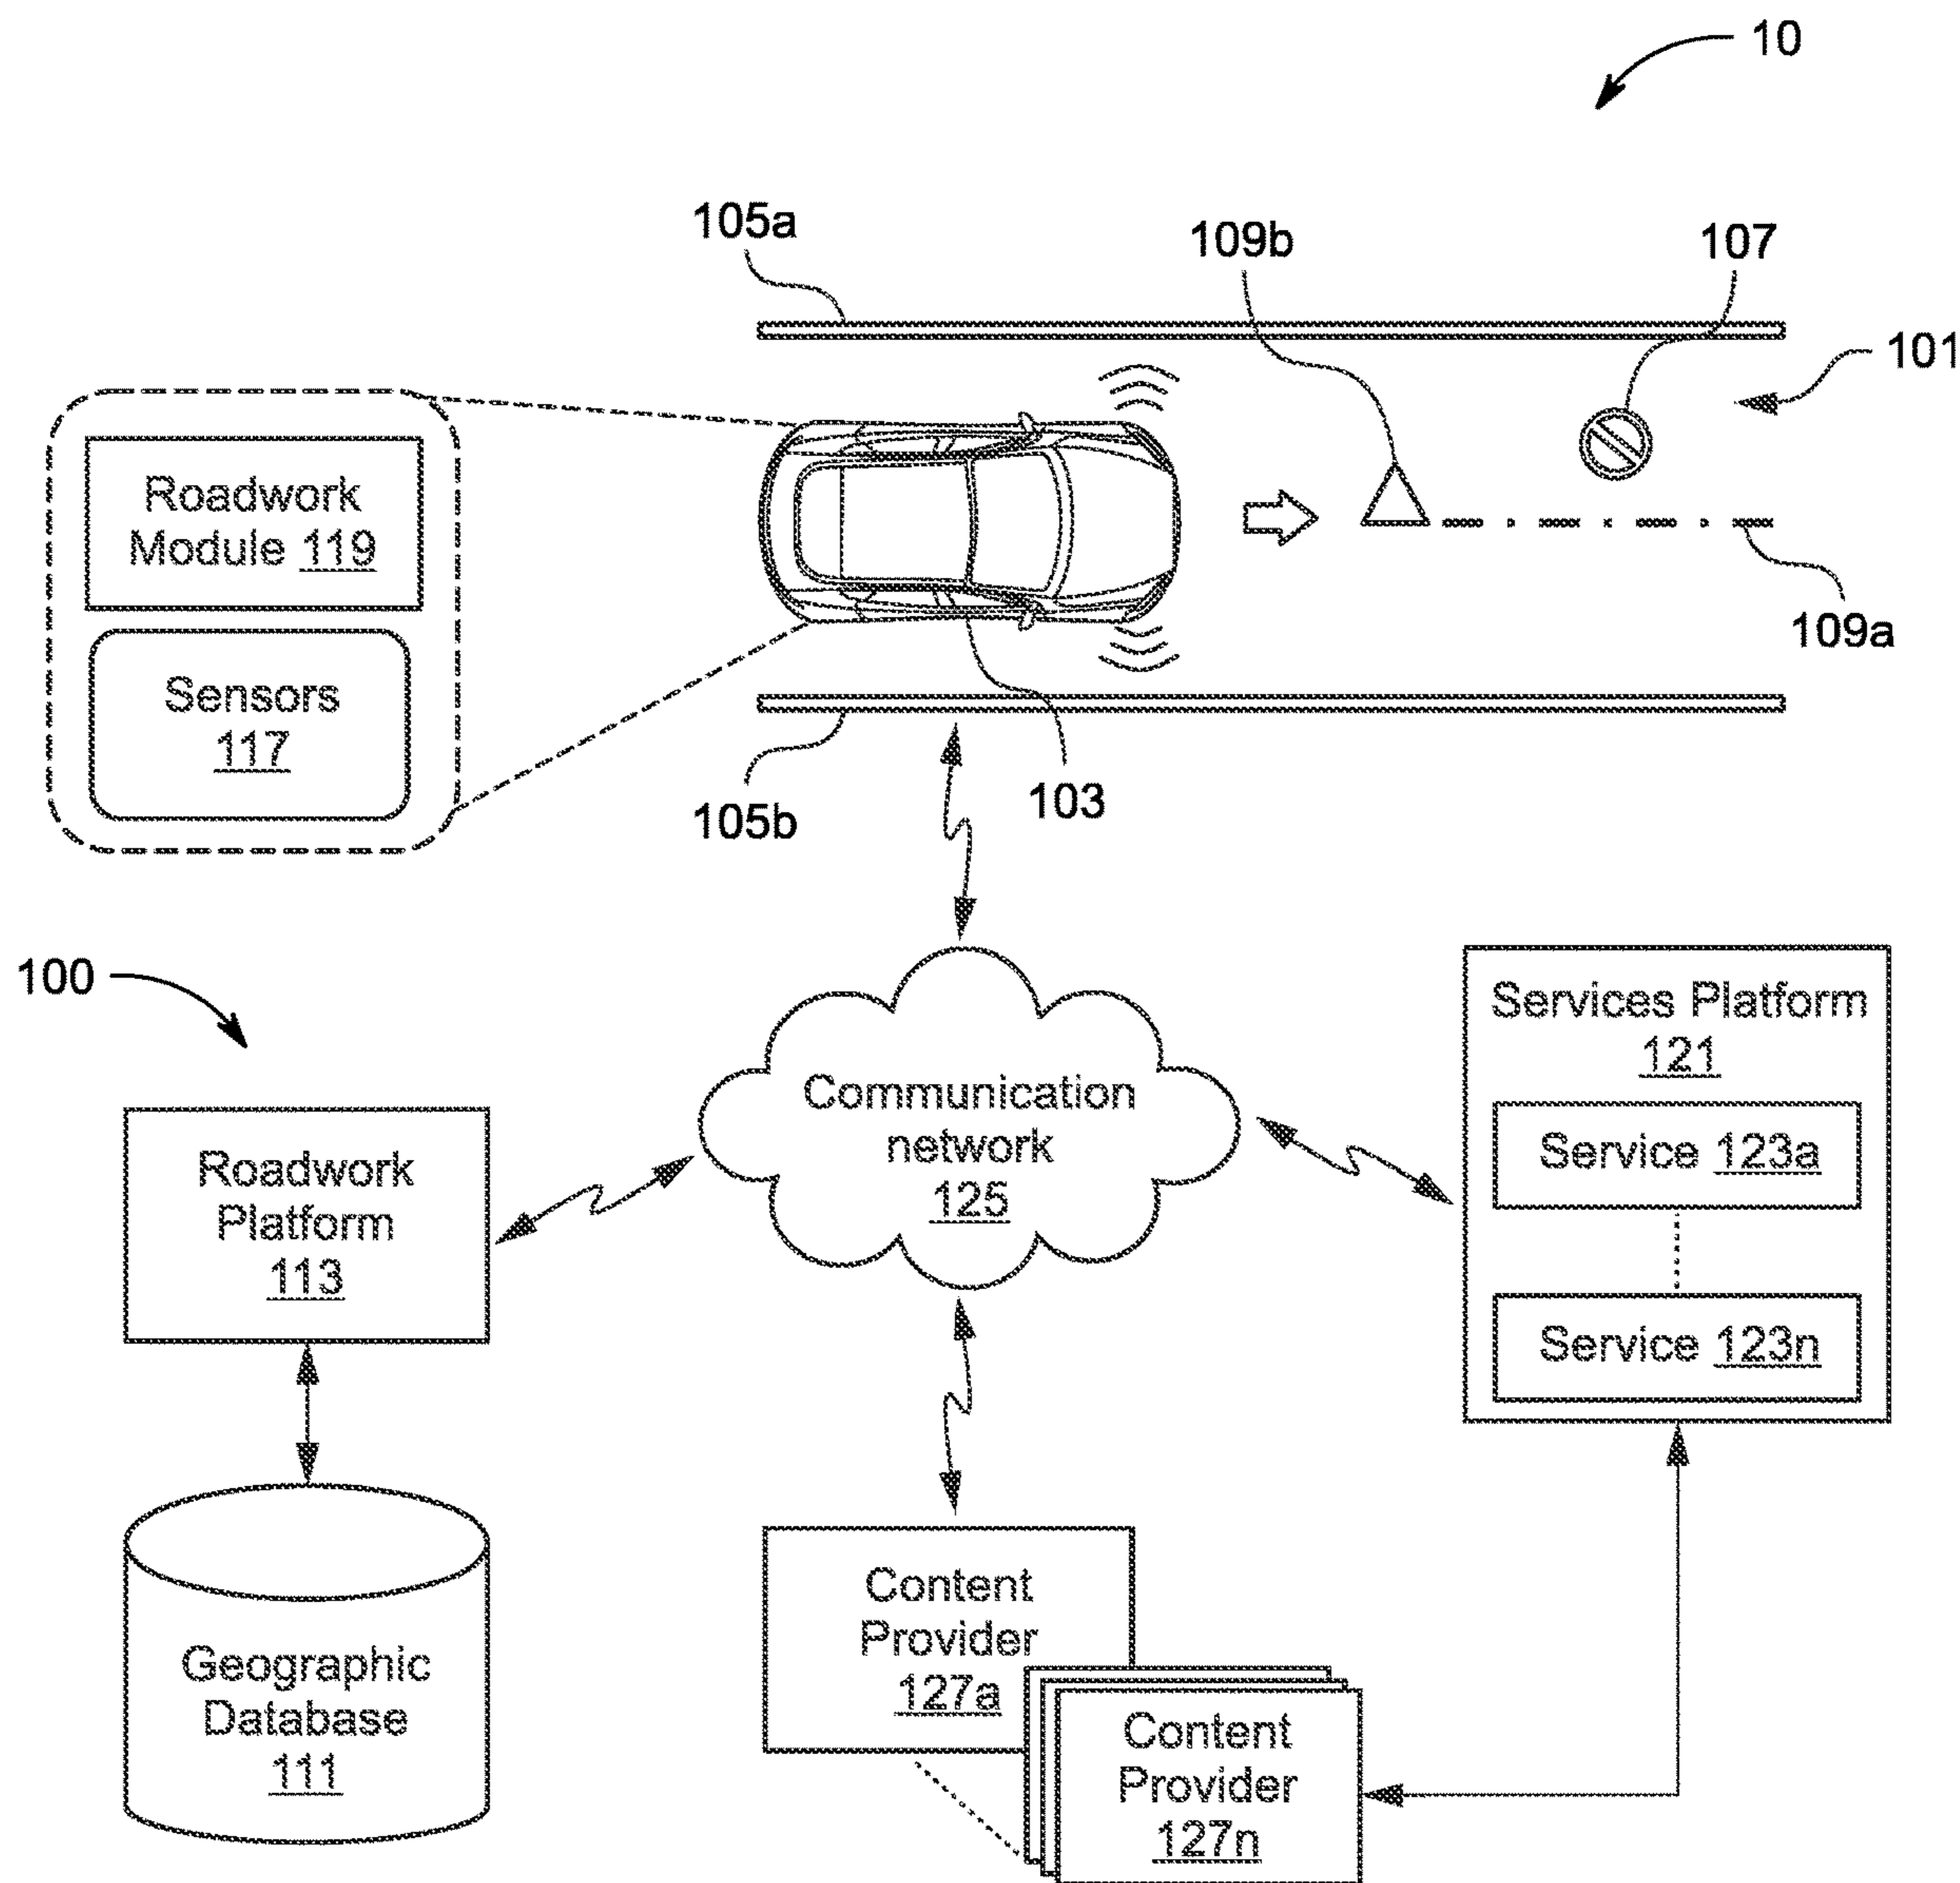 10
105a
109b
107
101
Roadwork
Module 119
Sensors
117
109a
105b
103
100
Services Platform
121
Communication
network
125
Service 123a
Roadwork
Platform
113
Service 123n
Content
Provider
127a
Geographic
Database
111
Content
Provider
127n